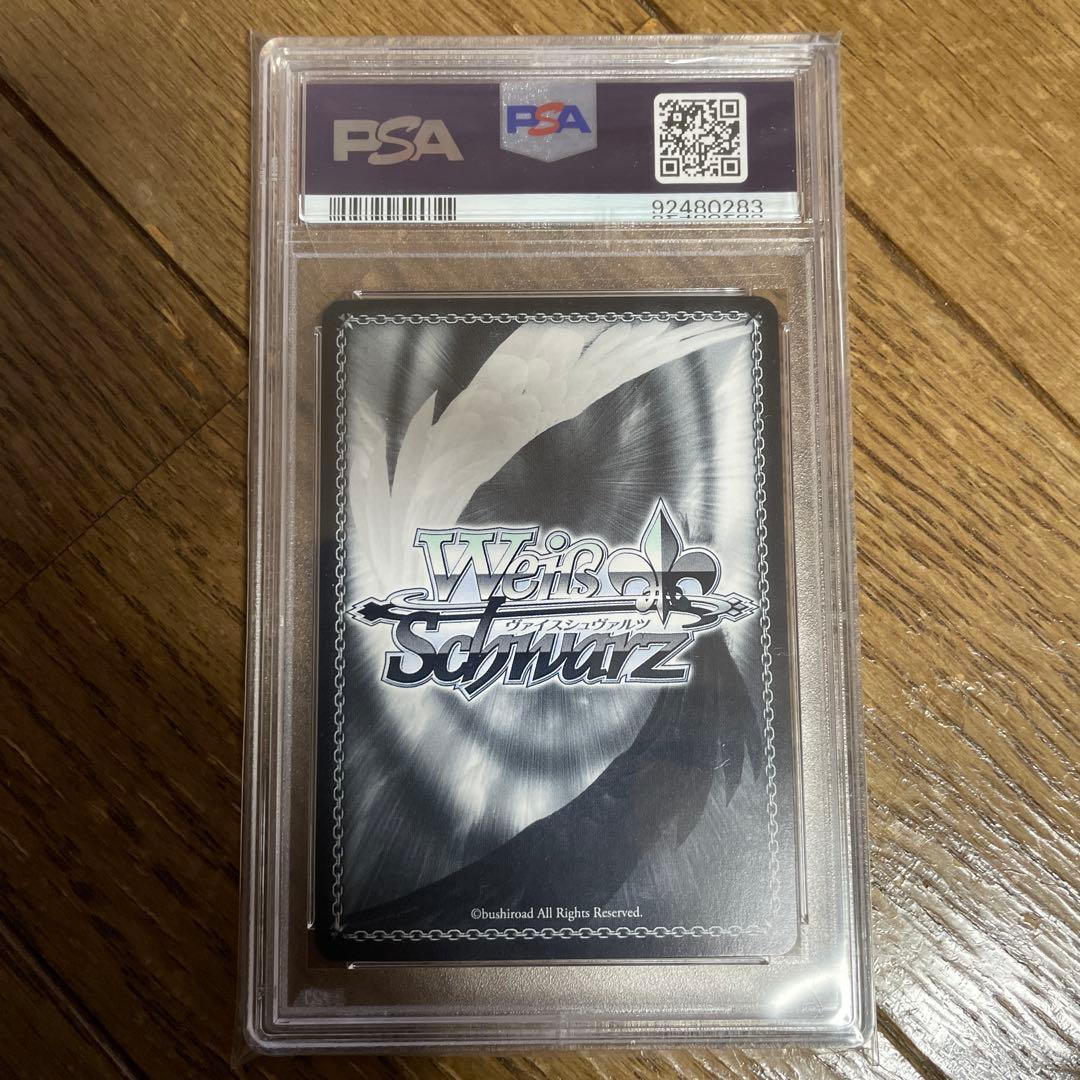 PSA
PSA
92480283
Weiß
ヴァイスシュヴァルツ
Schwarz
©bushiroad All Rights Reserved.